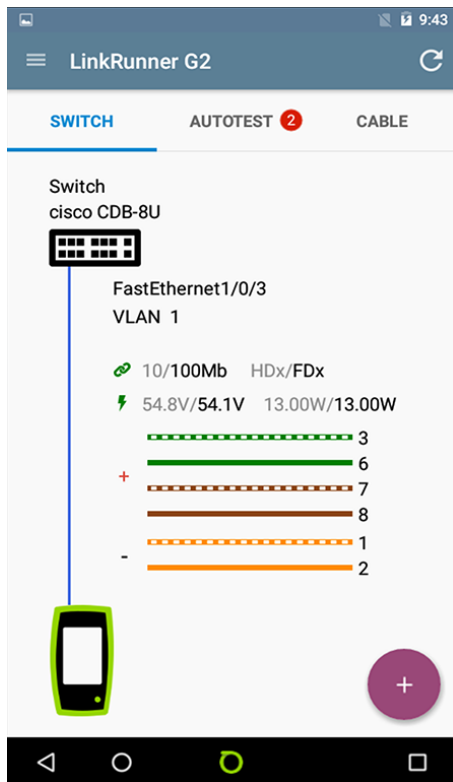 9:43
LinkRunner G2
SWITCH AUTOTEST 2 CABLE
Switch
cisco CDB-8U
FastEthernet1/0/3
VLAN 1
10/100Mb HDx/FDx
54.8V/54.1V 13.00W/13.00W
3
6
+
7
8
1
-
2
+